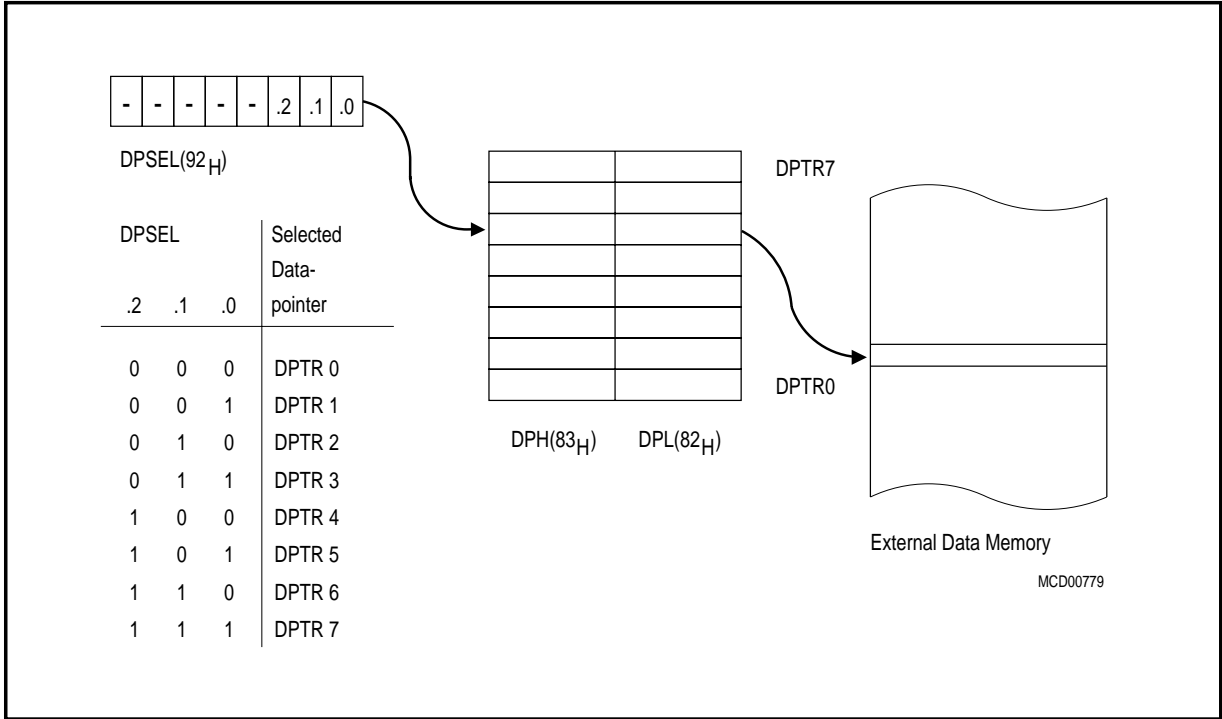 - - - - - .2 .1 .0
DPSEL(92H)
DPSEL Selected
Data-
.2 .1 .0 pointer
0 0 0 DPTR 0
0 0 1 DPTR 1
0 1 0 DPTR 2
0 1 1 DPTR 3
1 0 0 DPTR 4
1 0 1 DPTR 5
1 1 0 DPTR 6
1 1 1 DPTR 7
DPTR7
DPTR0
DPH(83H) DPL(82H)
External Data Memory
MCD00779